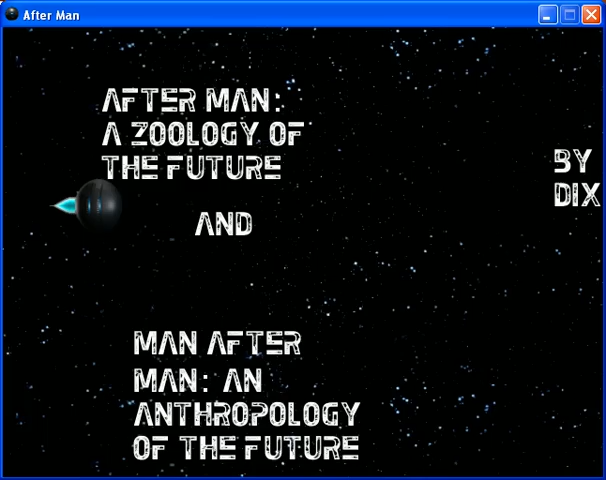 After Man
AFTER MAN:
A ZOOLOGY OF
THE FUTURE
BY
DIX
AND
MAN AFTER
MAN: AN
ANTHROPOLOGY
OF THE FUTURE